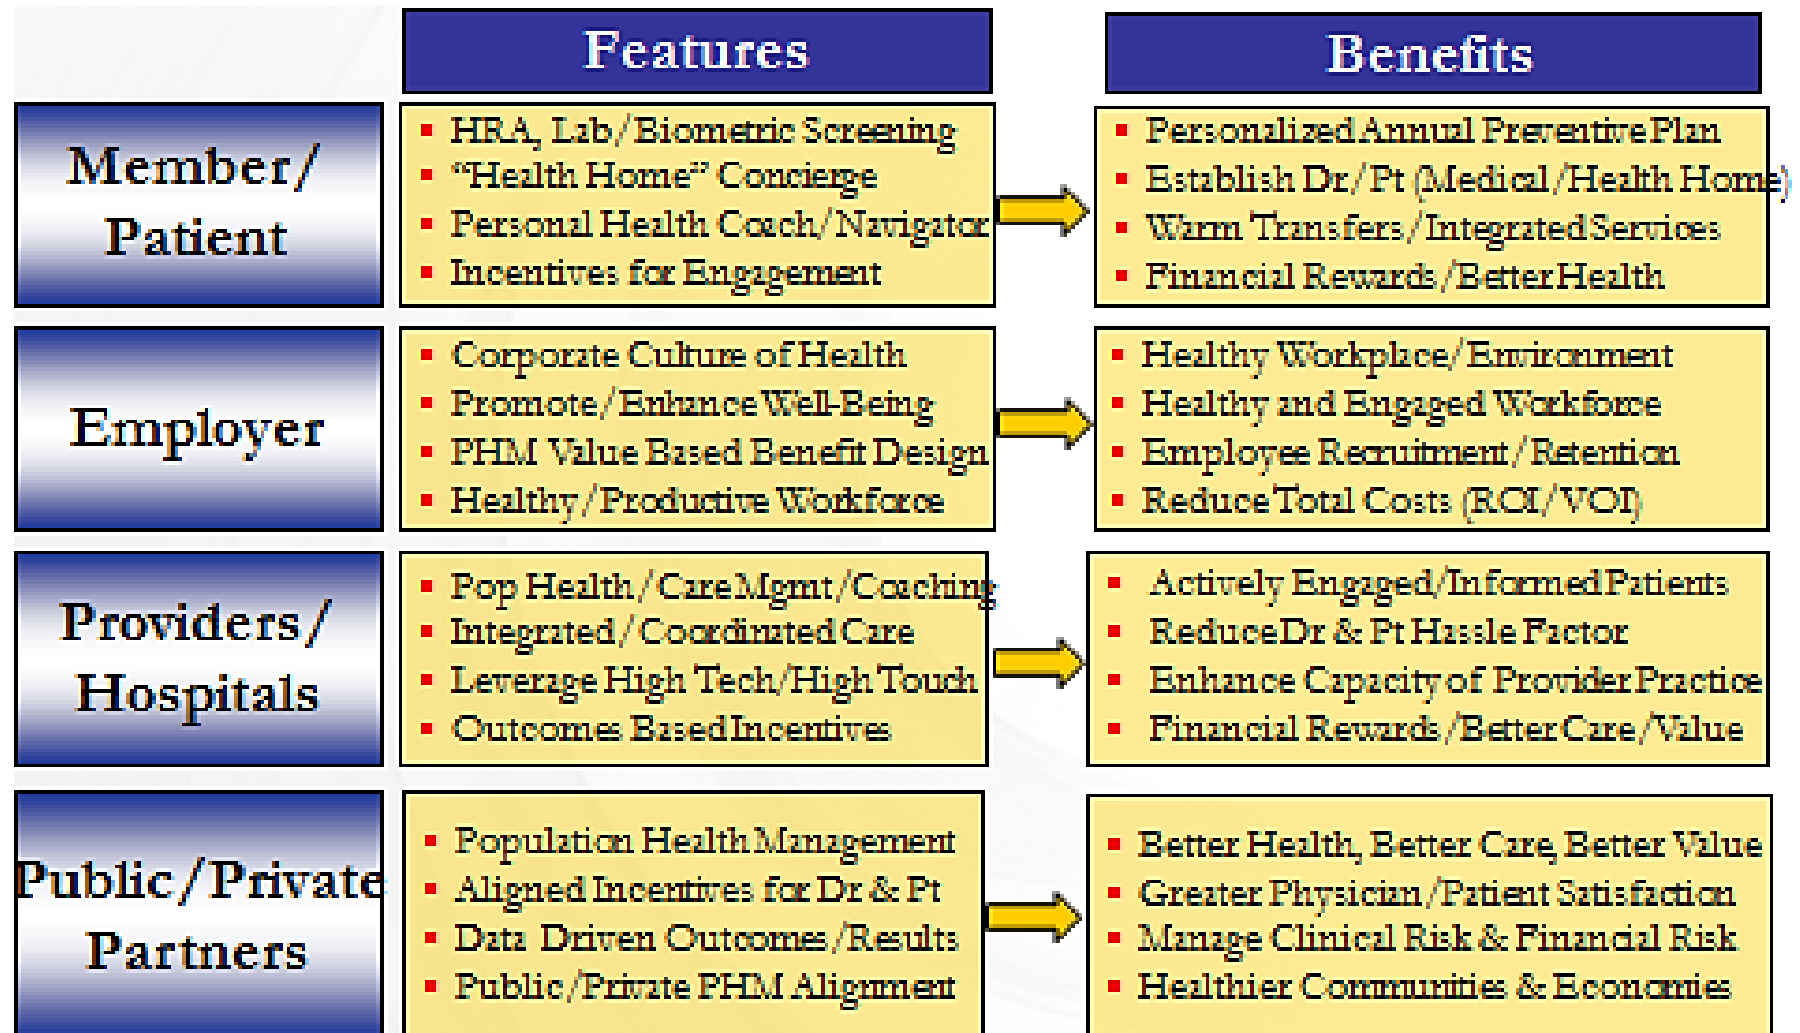 Features
Benefits
Member/
Patient
HRA, Lab/Biometric Screening
“Health Home” Concierge
Personal Health Coach/Navigator
Incentives for Engagement
Personalized Annual Preventive Plan
Establish Dr/Pt (Medical/Health Home)
Warm Transfers/Integrated Services
Financial Rewards/Better Health
Employer
Corporate Culture of Health
Promote/Enhance Well-Being
PHM Value Based Benefit Design
Healthy/Productive Workforce
Healthy Workplace/Environment
Healthy and Engaged Workforce
Employee Recruitment/Retention
Reduce Total Costs (ROI/VOI)
Providers/
Hospitals
Pop Health/Care Mgmt/Coaching
Integrated/Coordinated Care
Leverage High Tech/High Touch
Outcomes Based Incentives
Actively Engaged/Informed Patients
Reduce Dr & Pt Hassle Factor
Enhance Capacity of Provider Practice
Financial Rewards/Better Care/Value
Public/Private
Partners
Population Health Management
Aligned Incentives for Dr & Pt
Data Driven Outcomes/Results
Public/Private PHM Alignment
Better Health, Better Care, Better Value
Greater Physician/Patient Satisfaction
Manage Clinical Risk & Financial Risk
Healthier Communities & Economies